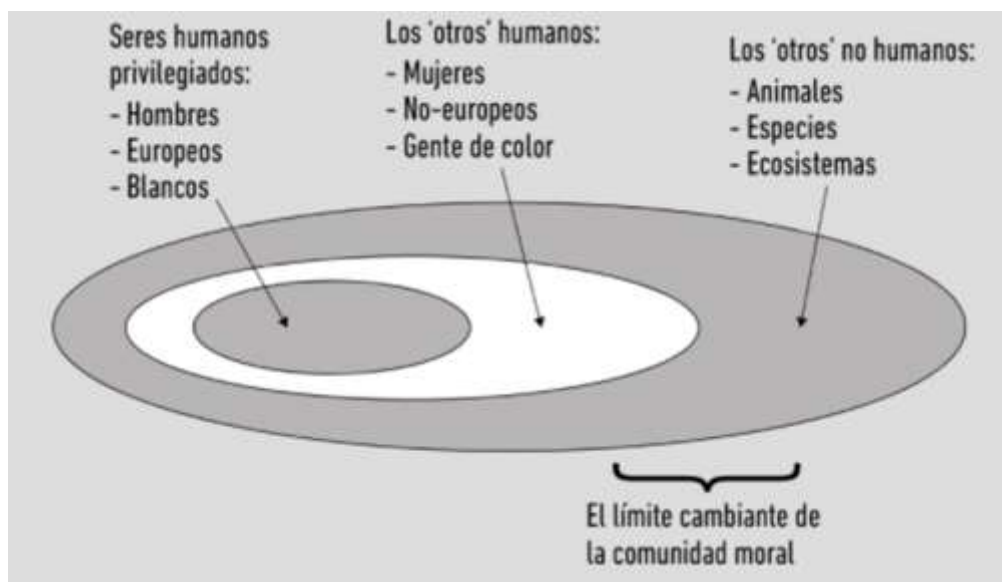 Seres humanos
privilegiados:
- Hombres
- Europeos
- Blancos
Los 'otros' humanos:
- Mujeres
- No-europeos
- Gente de color
Los 'otros' no humanos:
- Animales
- Especies
- Ecosistemas
El límite cambiante de
la comunidad moral